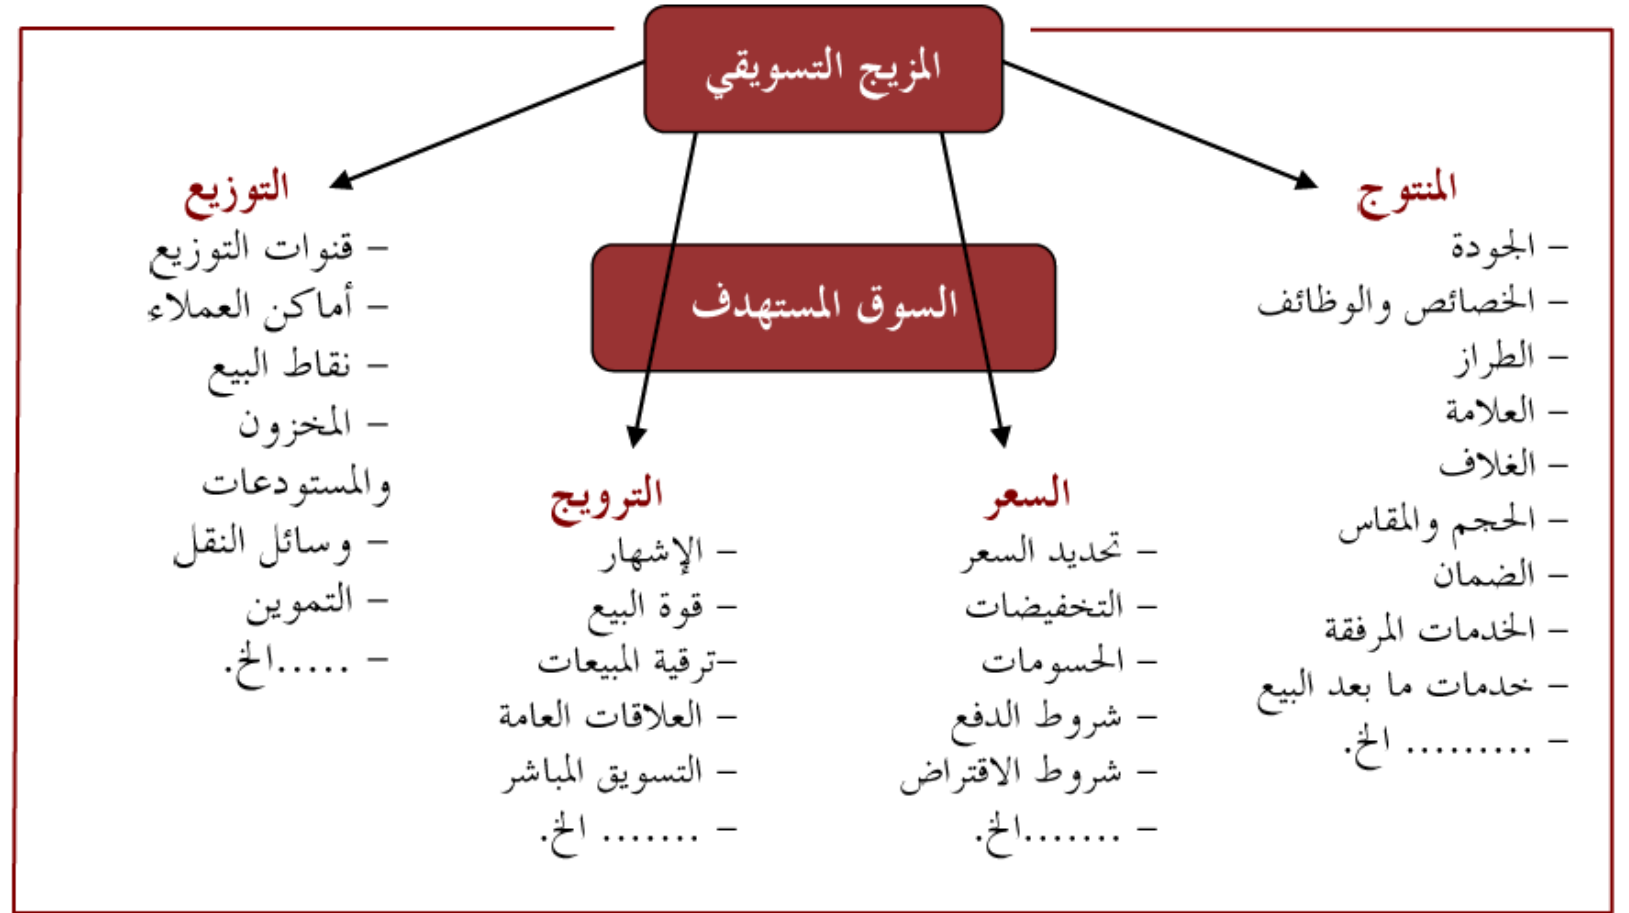 المزيج التسويقي
السوق المستهدف
المنتوج
– الجودة
– الخصائص والوظائف
– الطراز
– العلامة
– الغلاف
– الحجم والمقاس
– الضمان
– الخدمات المرفقة
– خدمات ما بعد البيع
– ......... الخ.
السعر
– تحديد السعر
– التخفيضات
– الحسومات
– شروط الدفع
– شروط الاقتراض
– .......الخ.
الترويج
– الإشهار
– قوة البيع
–ترقية المبيعات
– العلاقات العامة
– التسويق المباشر
– ....... الخ.
التوزيع
– قنوات التوزيع
– أماكن العملاء
– نقاط البيع
– المخزون
والمستودعات
– وسائل النقل
– التموين
– .....الخ.